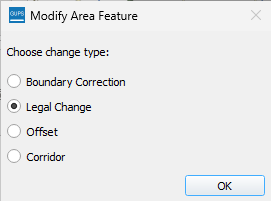 GUPS Modify Area Feature
Choose change type:
Boundary Correction
Legal Change
Offset
Corridor
OK